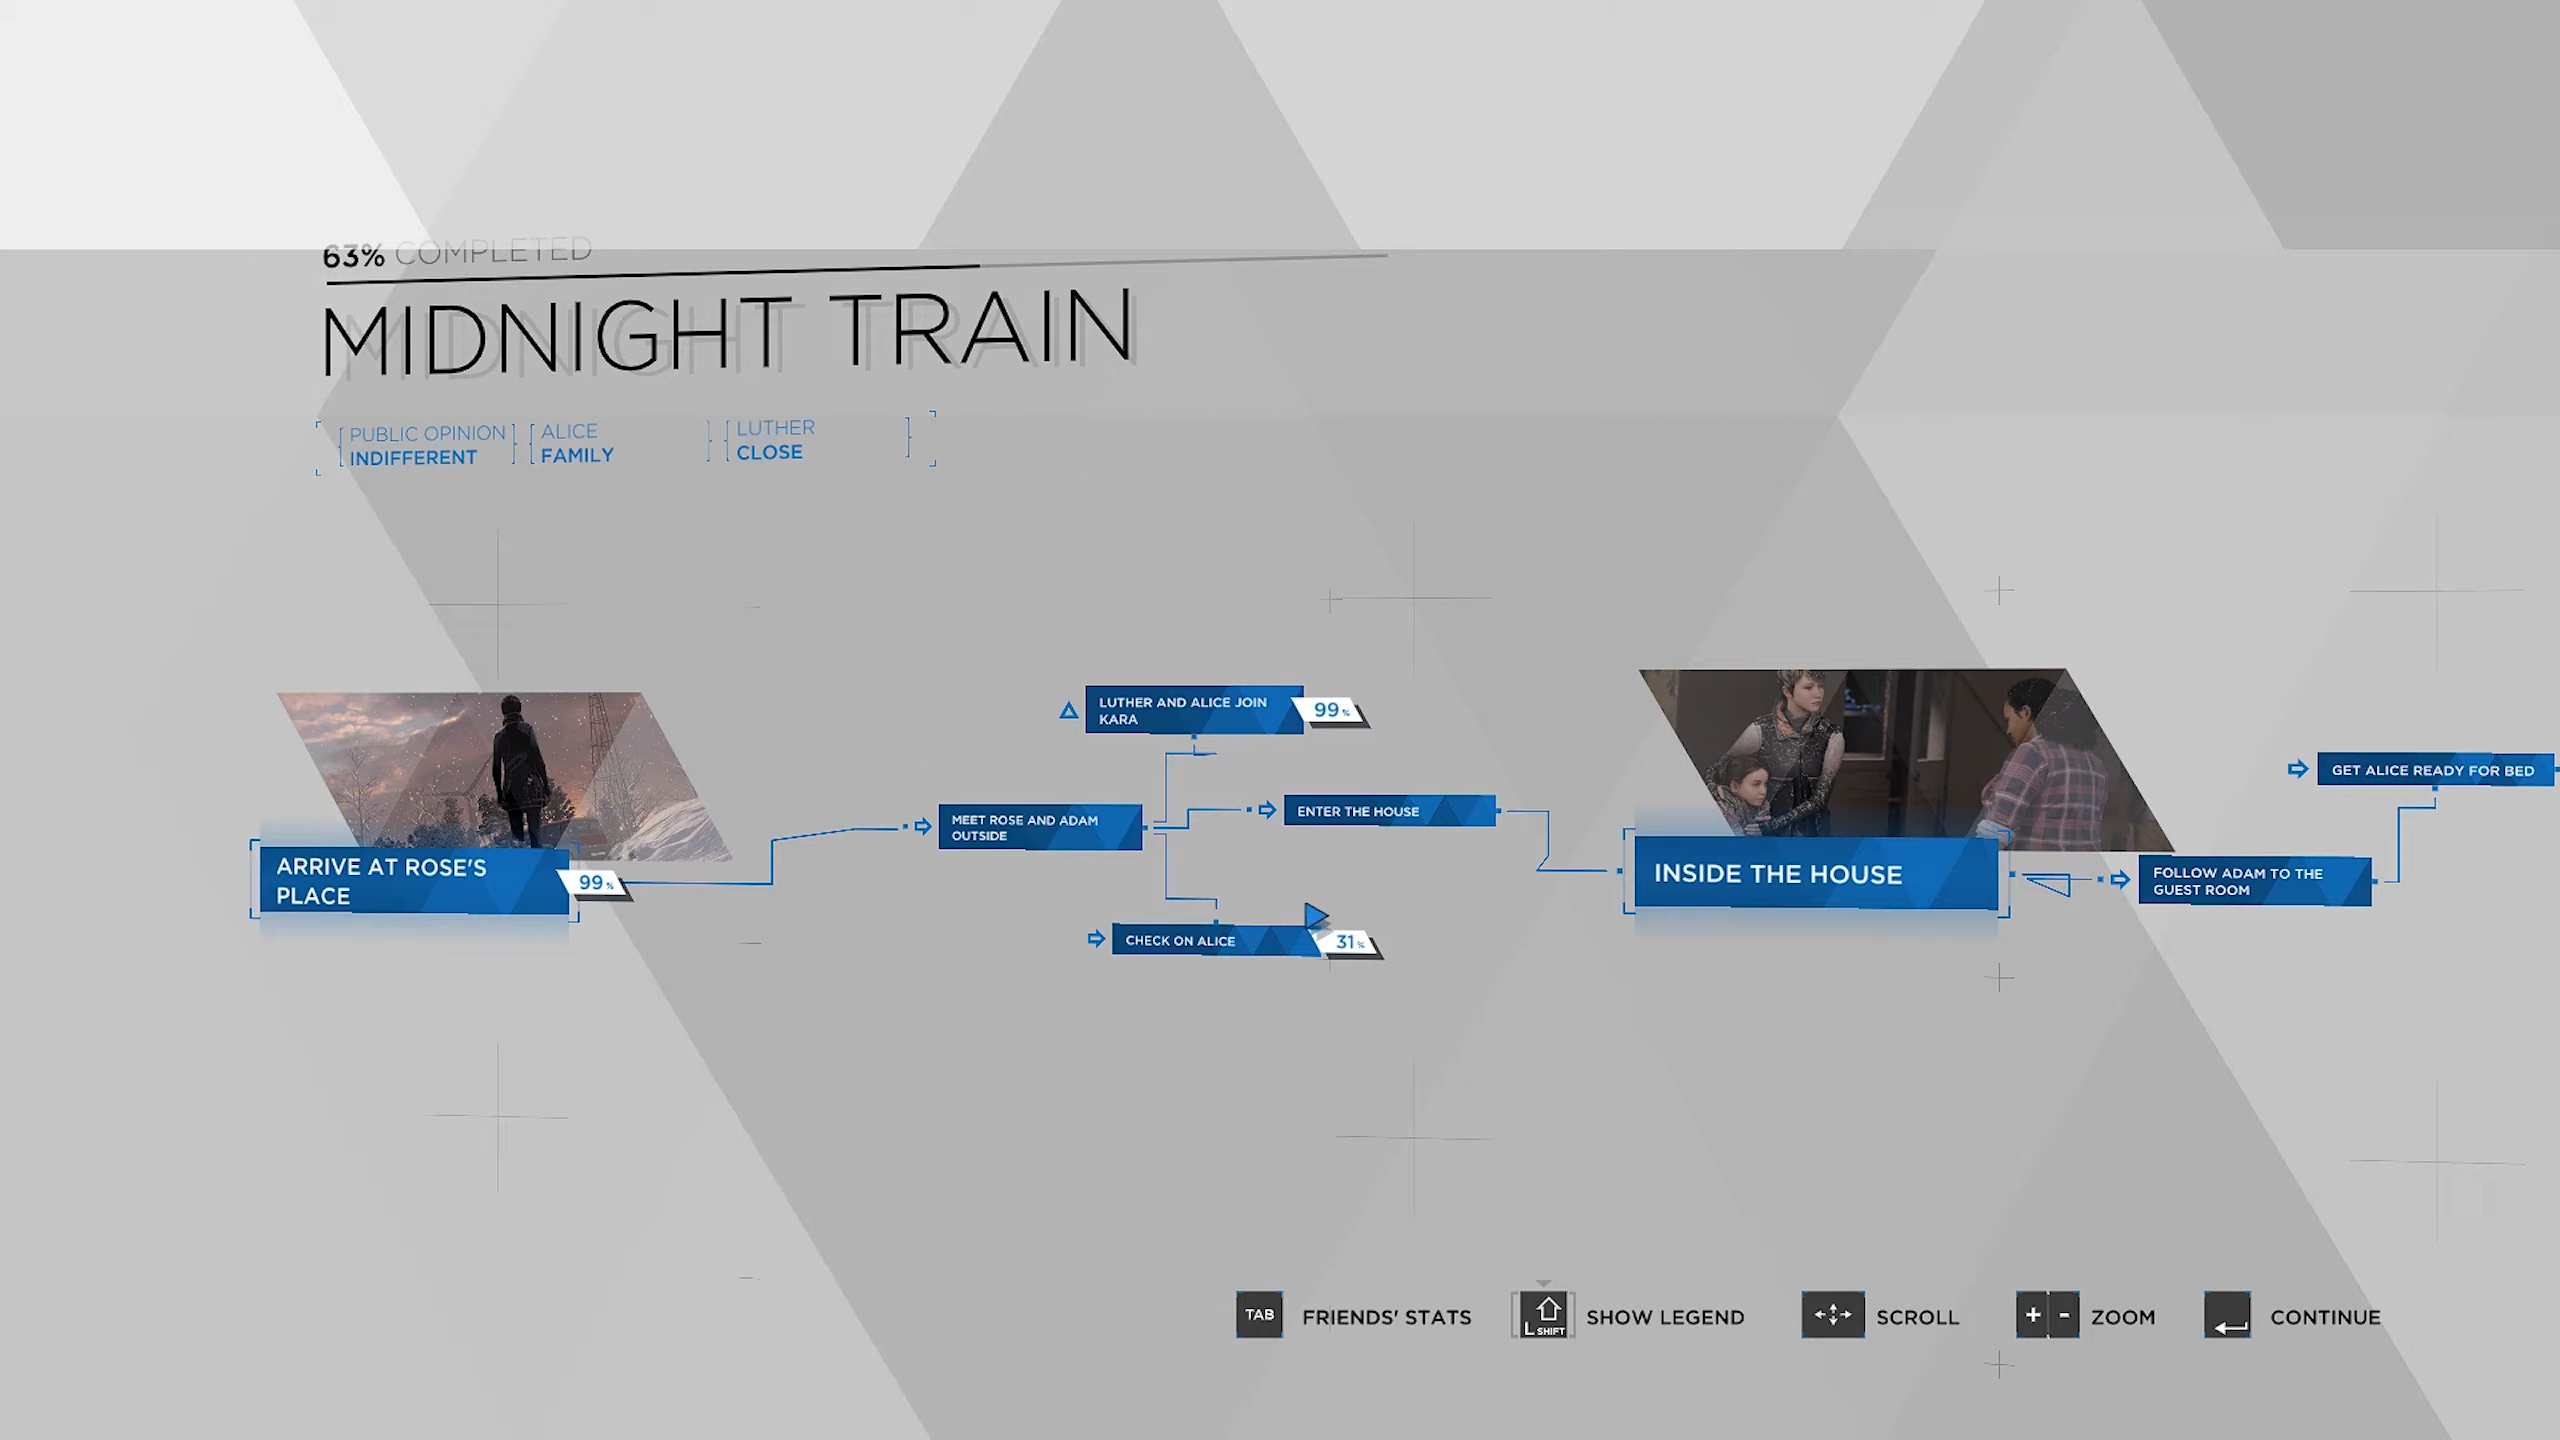 63% COMPLETED
MIDNIGHT TRAIN
PUBLIC OPINION
INDIFFERENT
ALICE
FAMILY
LUTHER
CLOSE
ARRIVE AT ROSE'S
PLACE
99%
MEET ROSE AND ADAM
OUTSIDE
LUTHER AND ALICE JOIN
KARA
99%
ENTER THE HOUSE
CHECK ON ALICE
31%
INSIDE THE HOUSE
FOLLOW ADAM TO THE
GUEST ROOM
GET ALICE READY FOR BED
TAB FRIENDS' STATS
L SHIFT SHOW LEGEND
SCROLL
+ - ZOOM
CONTINUE